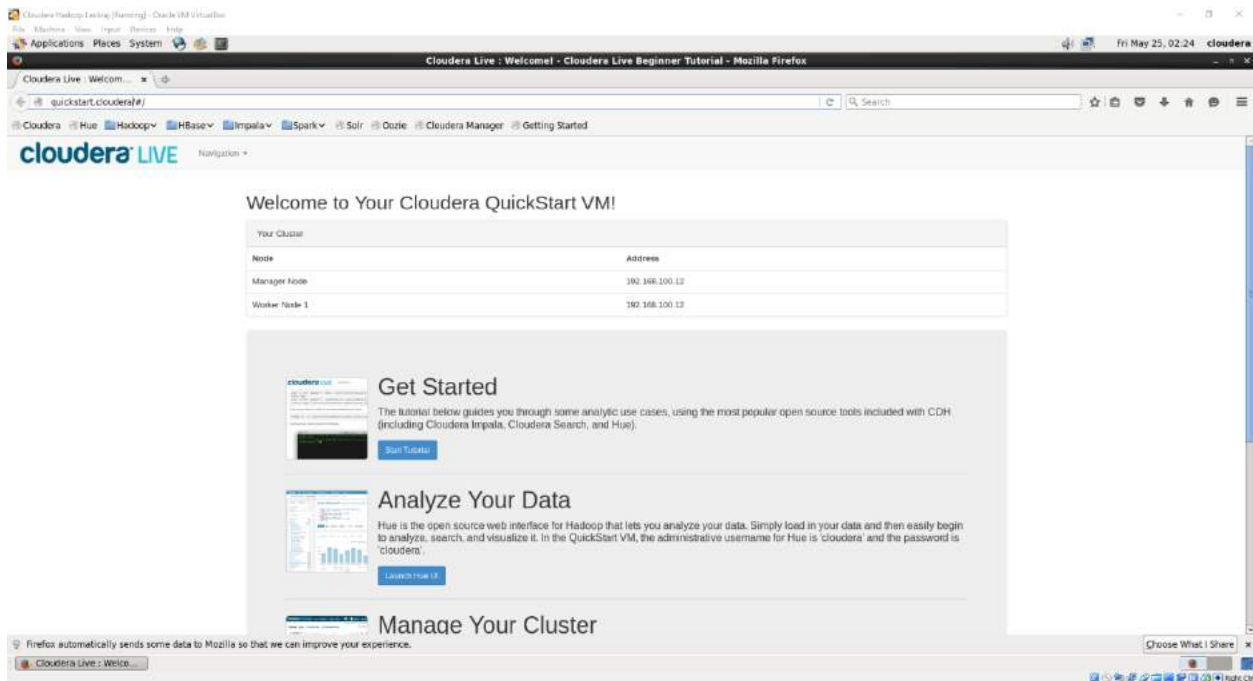 Cloudera Hadoop Testing [Running] - Oracle VM VirtualBox
File Machine View Input Devices Help
Applications Places System Fri May 25, 02:24 cloudera
Cloudera Live : Welcome! - Cloudera Live Beginner Tutorial - Mozilla Firefox
Cloudera Live : Welcom...
quickstart.cloudera/#/ Search
Cloudera Hue Hadoop HBase Impala Spark Solr Oozie Cloudera Manager Getting Started
cloudera LIVE Navigation
Welcome to Your Cloudera QuickStart VM!
Your Cluster
Node Address
Manager Node 192.168.100.12
Worker Node 1 192.168.100.12
Get Started
The tutorial below guides you through some analytic use cases, using the most popular open source tools included with CDH
(including Cloudera Impala, Cloudera Search, and Hue).
Start Tutorial
Analyze Your Data
Hue is the open source web interface for Hadoop that lets you analyze your data. Simply load in your data and then easily begin
to analyze, search, and visualize it. In the QuickStart VM, the administrative username for Hue is 'cloudera' and the password is
'cloudera'.
Launch Hue UI
Manage Your Cluster
Firefox automatically sends some data to Mozilla so that we can improve your experience. Choose What I Share
Cloudera Live : Welco...